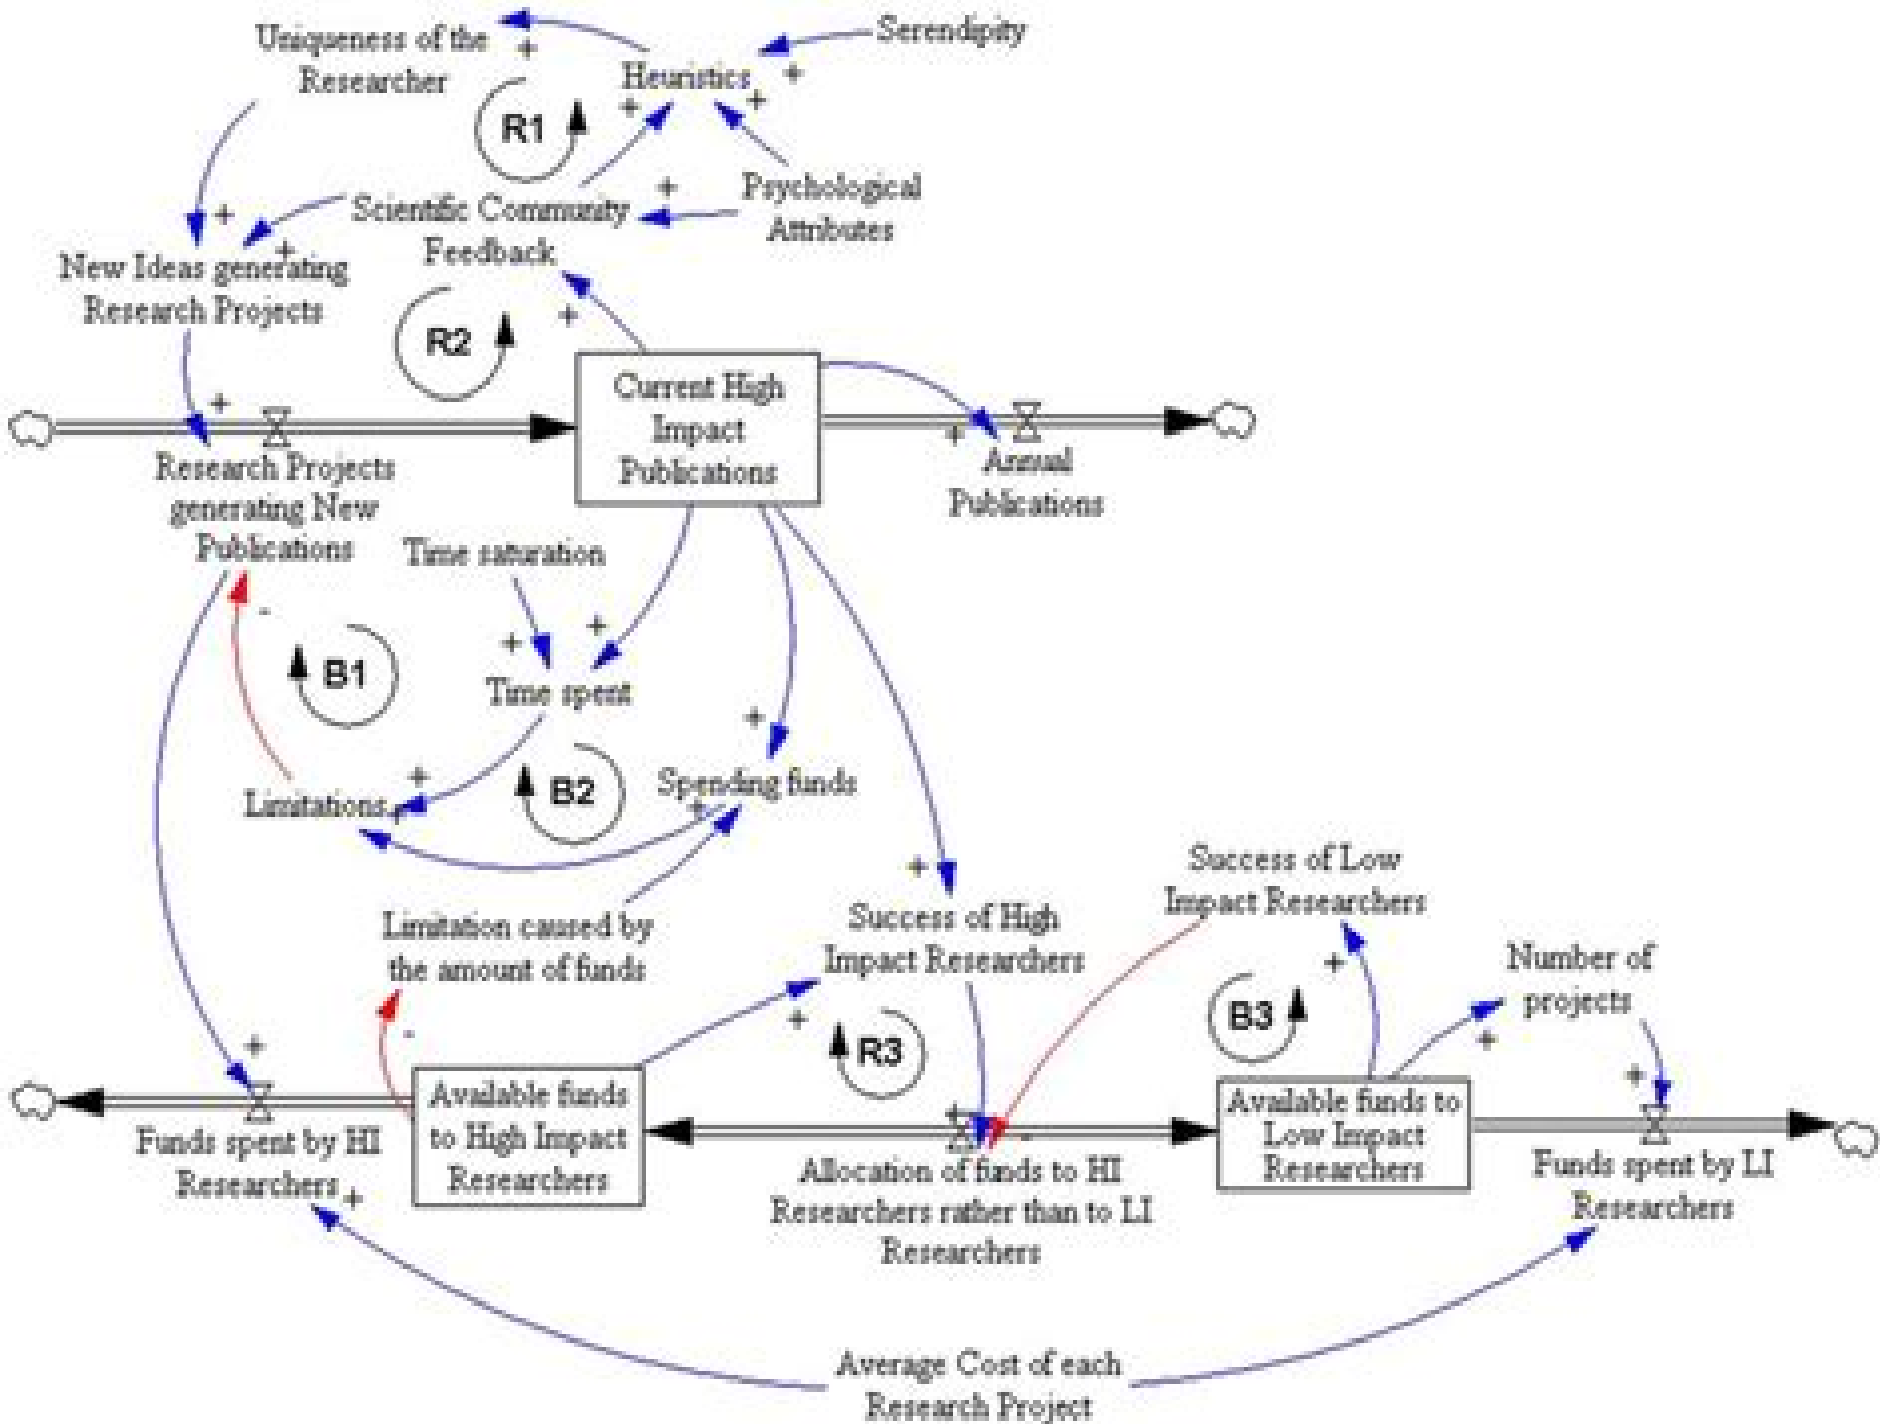 Uniqueness of the
Researcher
+
Heuristics
Serendipity
+
+
+
R1
Scientific Community
Feedback
+
Psychological
Attributes
+
+
New Ideas generating
Research Projects
R2
+
+
Current High
Impact
Publications
+
Annual
Publications
Research Projects
generating New
Publications
Time saturation
-
B1
+
+
Time spent
+
+
Limitations
+
B2
Spending funds
+
+
Limitation caused by
the amount of funds
Success of High
Impact Researchers
Success of Low
Impact Researchers
Number of
projects
+
-
+
R3
B3
+
+
+
Available funds
to High Impact
Researchers
Funds spent by HI
Researchers
+
+
-
Allocation of funds to HI
Researchers rather than to LI
Researchers
Available funds to
Low Impact
Researchers
Funds spent by LI
Researchers
Average Cost of each
Research Project